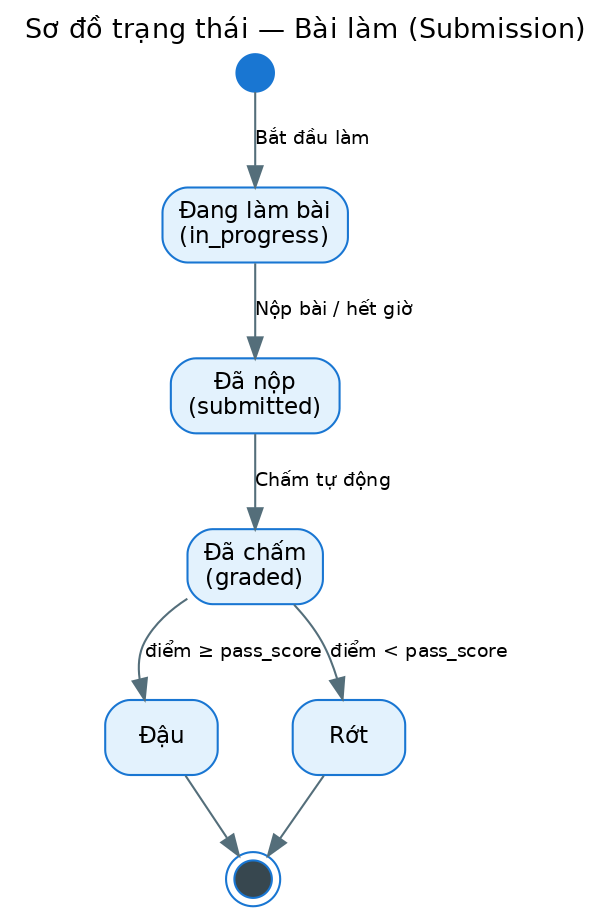 Sơ đồ trạng thái — Bài làm (Submission)
Bắt đầu làm
Đang làm bài
(in_progress)
Nộp bài / hết giờ
Đã nộp
(submitted)
Chấm tự động
Đã chấm
(graded)
điểm ≥ pass_score
điểm < pass_score
Đậu
Rớt